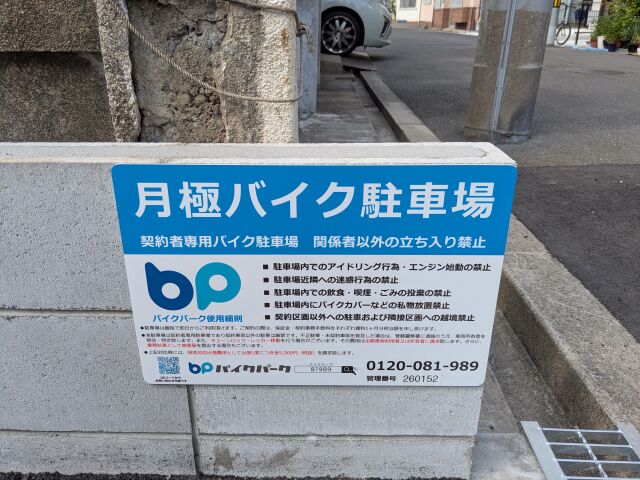 月極バイク駐車場
契約者専用バイク駐車場 関係者以外の立ち入り禁止
bp
バイクパーク使用細則
■ 駐車場内でのアイドリング行為・エンジン始動の禁止
■ 駐車場近隣への迷惑行為の禁止
■ 駐車場内での飲食・喫煙・ごみの投棄の禁止
■ 駐車場内にバイクカバーなどの私物放置禁止
■ 契約区画以外への駐車および隣接区画への越境禁止
bp バイクパーク
バイクパーク
B1989
0120-081-989
管理番号 260152